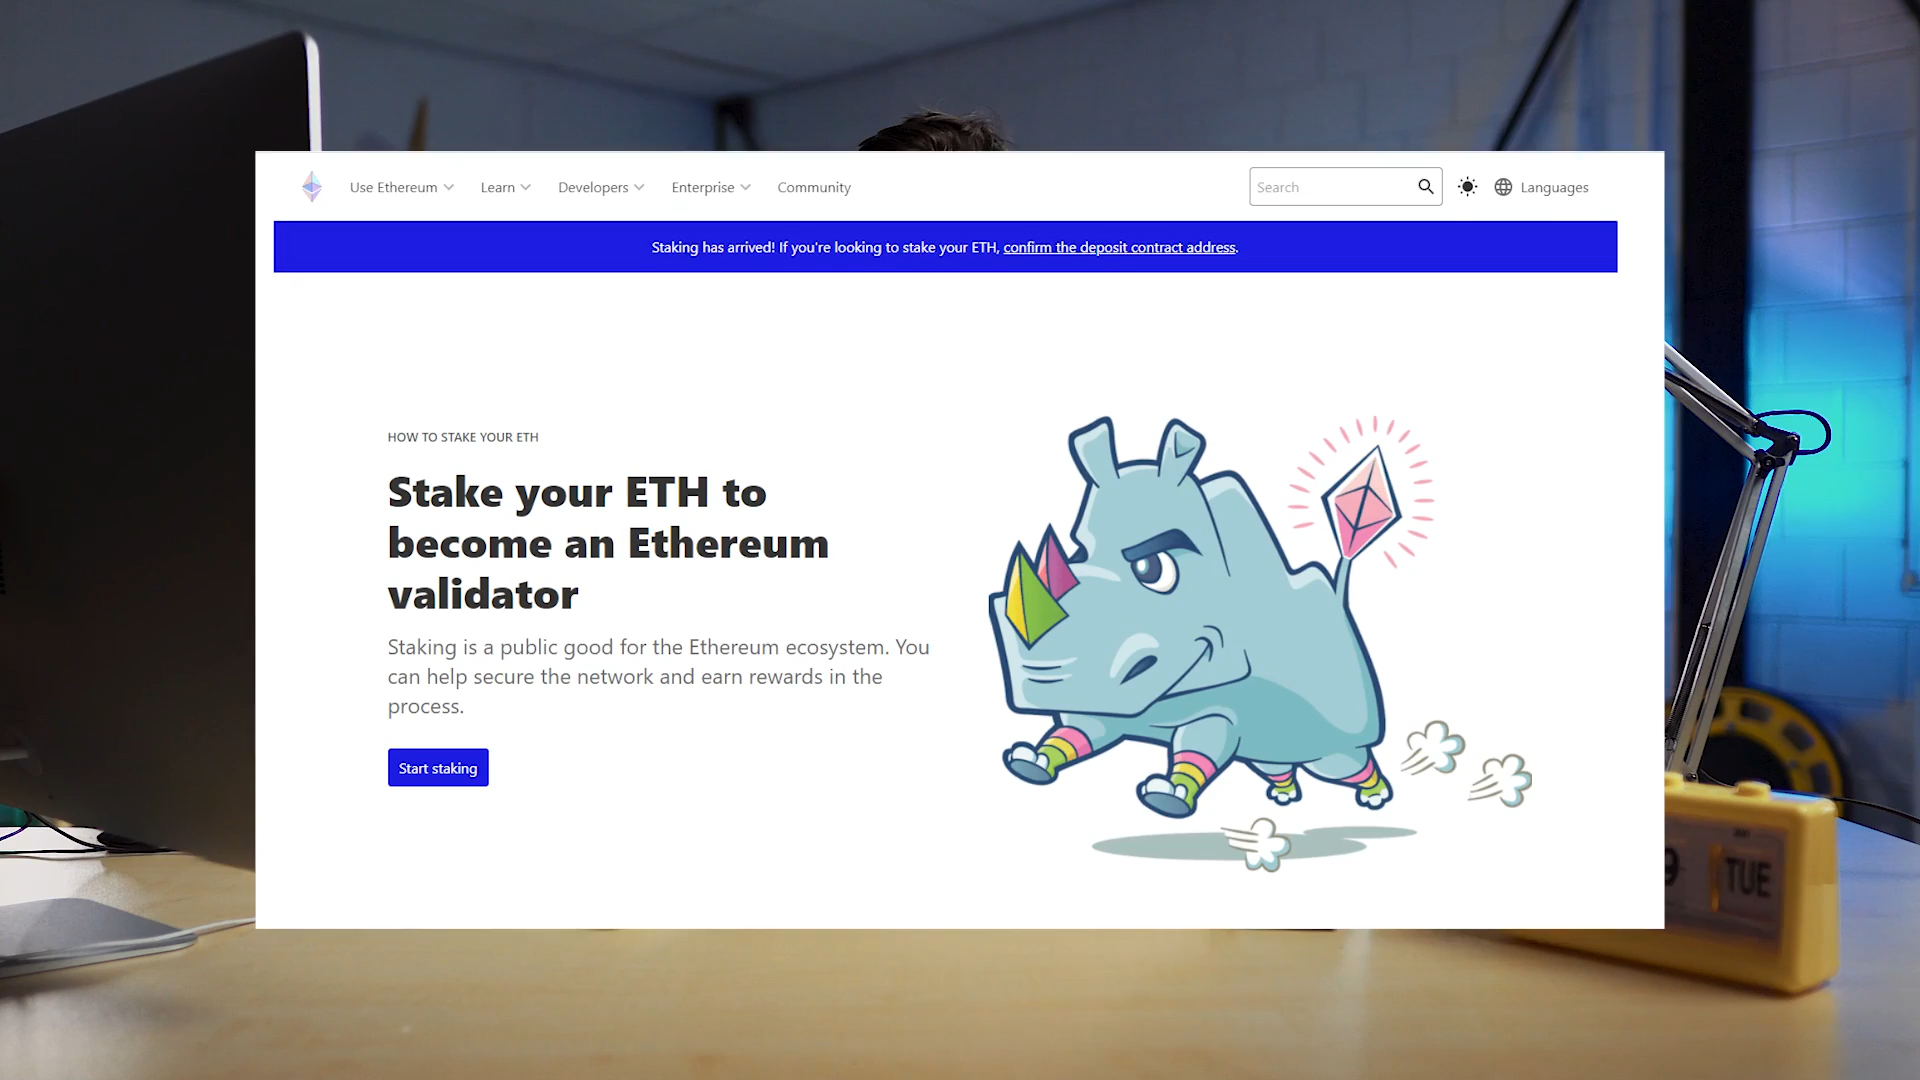 Use Ethereum
Learn
Developers
Enterprise
Community
Search
Languages
Staking has arrived! If you're looking to stake your ETH, confirm the deposit contract address.
HOW TO STAKE YOUR ETH
Stake your ETH to
become an Ethereum
validator
Staking is a public good for the Ethereum ecosystem. You
can help secure the network and earn rewards in the
process.
Start staking
9
TUE